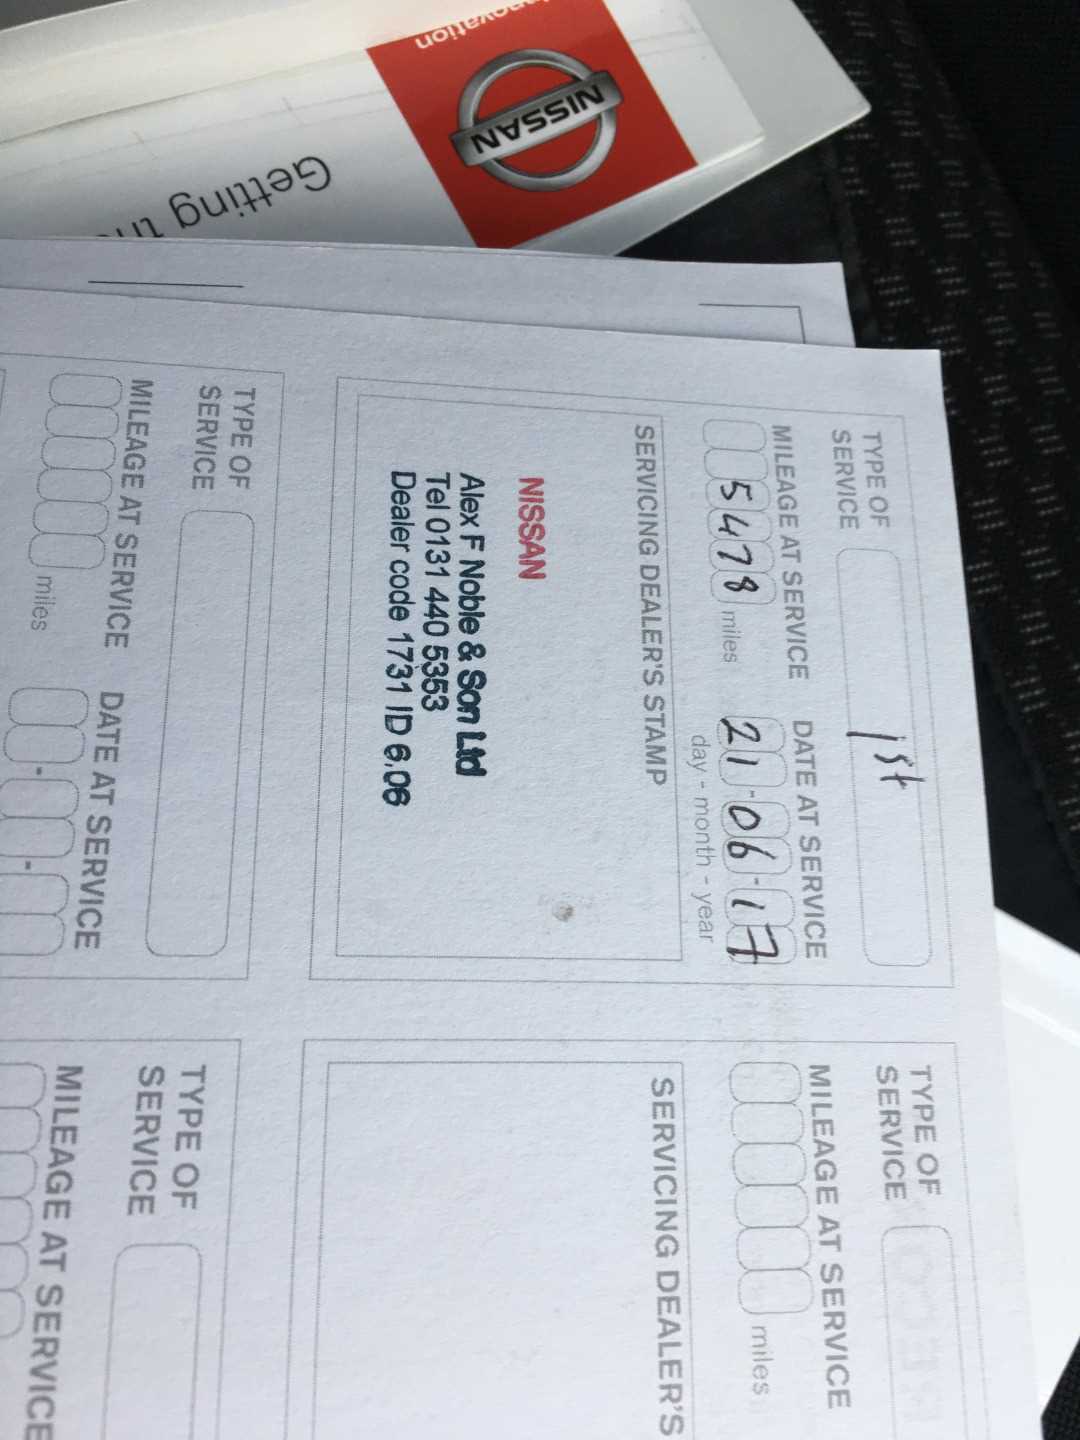 nnovation
NISSAN
Getting th
TYPE OF
SERVICE
1st
MILEAGE AT SERVICE
5478 miles
DATE AT SERVICE
21-06-17
day - month - year
SERVICING DEALER'S STAMP
NISSAN
Alex F Noble & Son Ltd
Tel 0131 440 5353
Dealer code 1731 ID 6.06
TYPE OF
SERVICE
MILEAGE AT SERVICE
miles
DATE AT SERVICE
TYPE OF
SERVICE
MILEAGE AT SERVICE
miles
SERVICING DEALER'S
TYPE OF
SERVICE
MILEAGE AT SERVICE